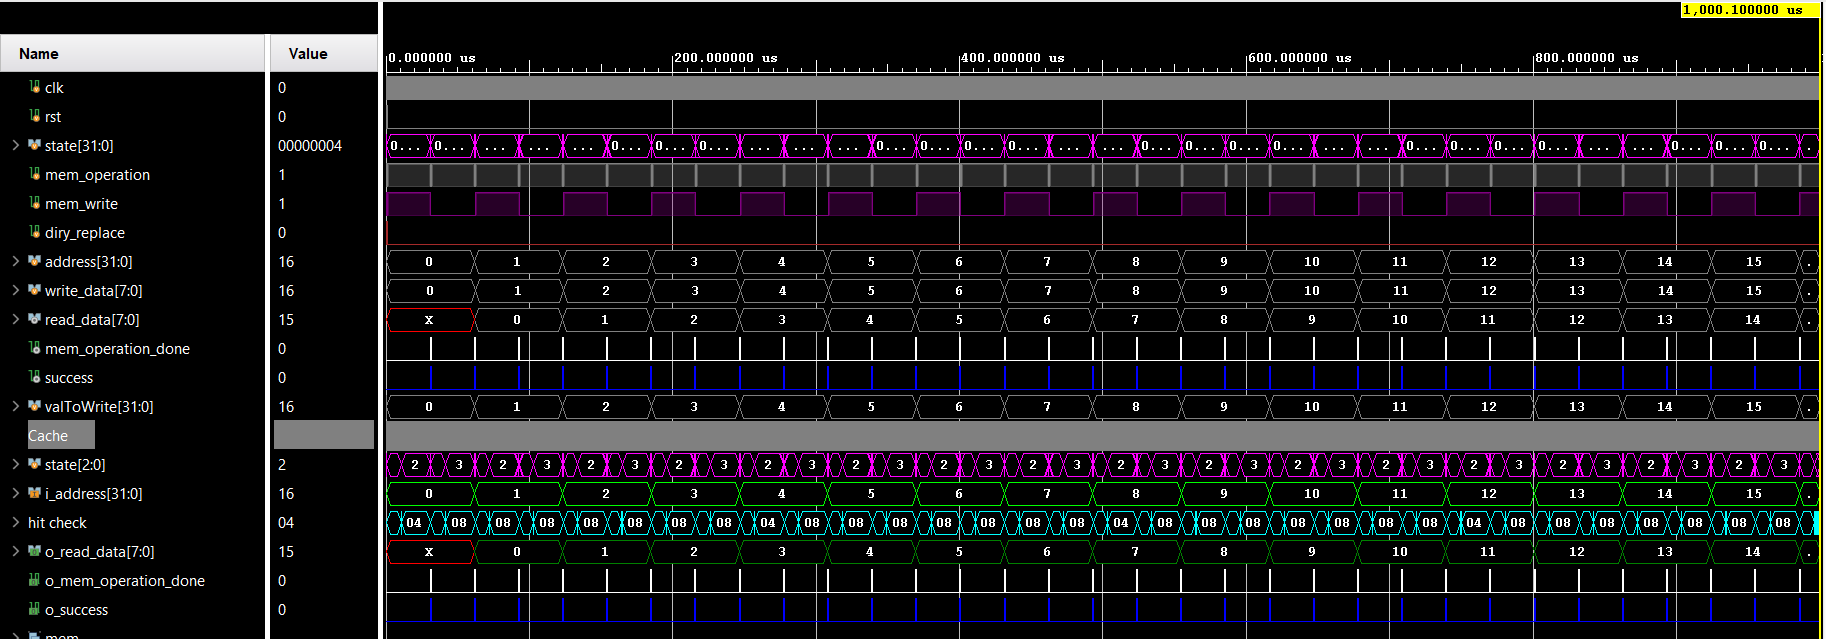 1,000.100000 us
Name Value
0.000000 us 200.000000 us 400.000000 us 600.000000 us 800.000000 us
clk 0
rst 0
state[31:0] 00000004 0... 0... ... ... ... 0... 0... 0... ... ... ... 0... 0... 0... 0... ... ... ... 0... 0... 0... ... ... ... 0... 0... ... ... ... 0... 0... 0... .
mem_operation 1
mem_write 1
diry_replace 0
address[31:0] 16 0 1 2 3 4 5 6 7 8 9 10 11 12 13 14 15 .
write_data[7:0] 16 0 1 2 3 4 5 6 7 8 9 10 11 12 13 14 15 .
read_data[7:0] 15 X 0 1 2 3 4 5 6 7 8 9 10 11 12 13 14
mem_operation_done 0
success 0
valToWrite[31:0] 16 0 1 2 3 4 5 6 7 8 9 10 11 12 13 14 15 .
Cache
state[2:0] 2 2 3 2 3 2 3 2 3 2 3 2 3 2 3 2 3 2 3 2 3 2 3 2 3 2 3 2 3 2 3 2 3
i_address[31:0] 16 0 1 2 3 4 5 6 7 8 9 10 11 12 13 14 15 .
hit check 04 04 08 08 08 08 08 08 08 04 08 08 08 08 08 08 08 04 08 08 08 08 08 08 08 04 08 08 08 08 08 08 08
o_read_data[7:0] 15 X 0 1 2 3 4 5 6 7 8 9 10 11 12 13 14 .
o_mem_operation_done 0
o_success 0
mem